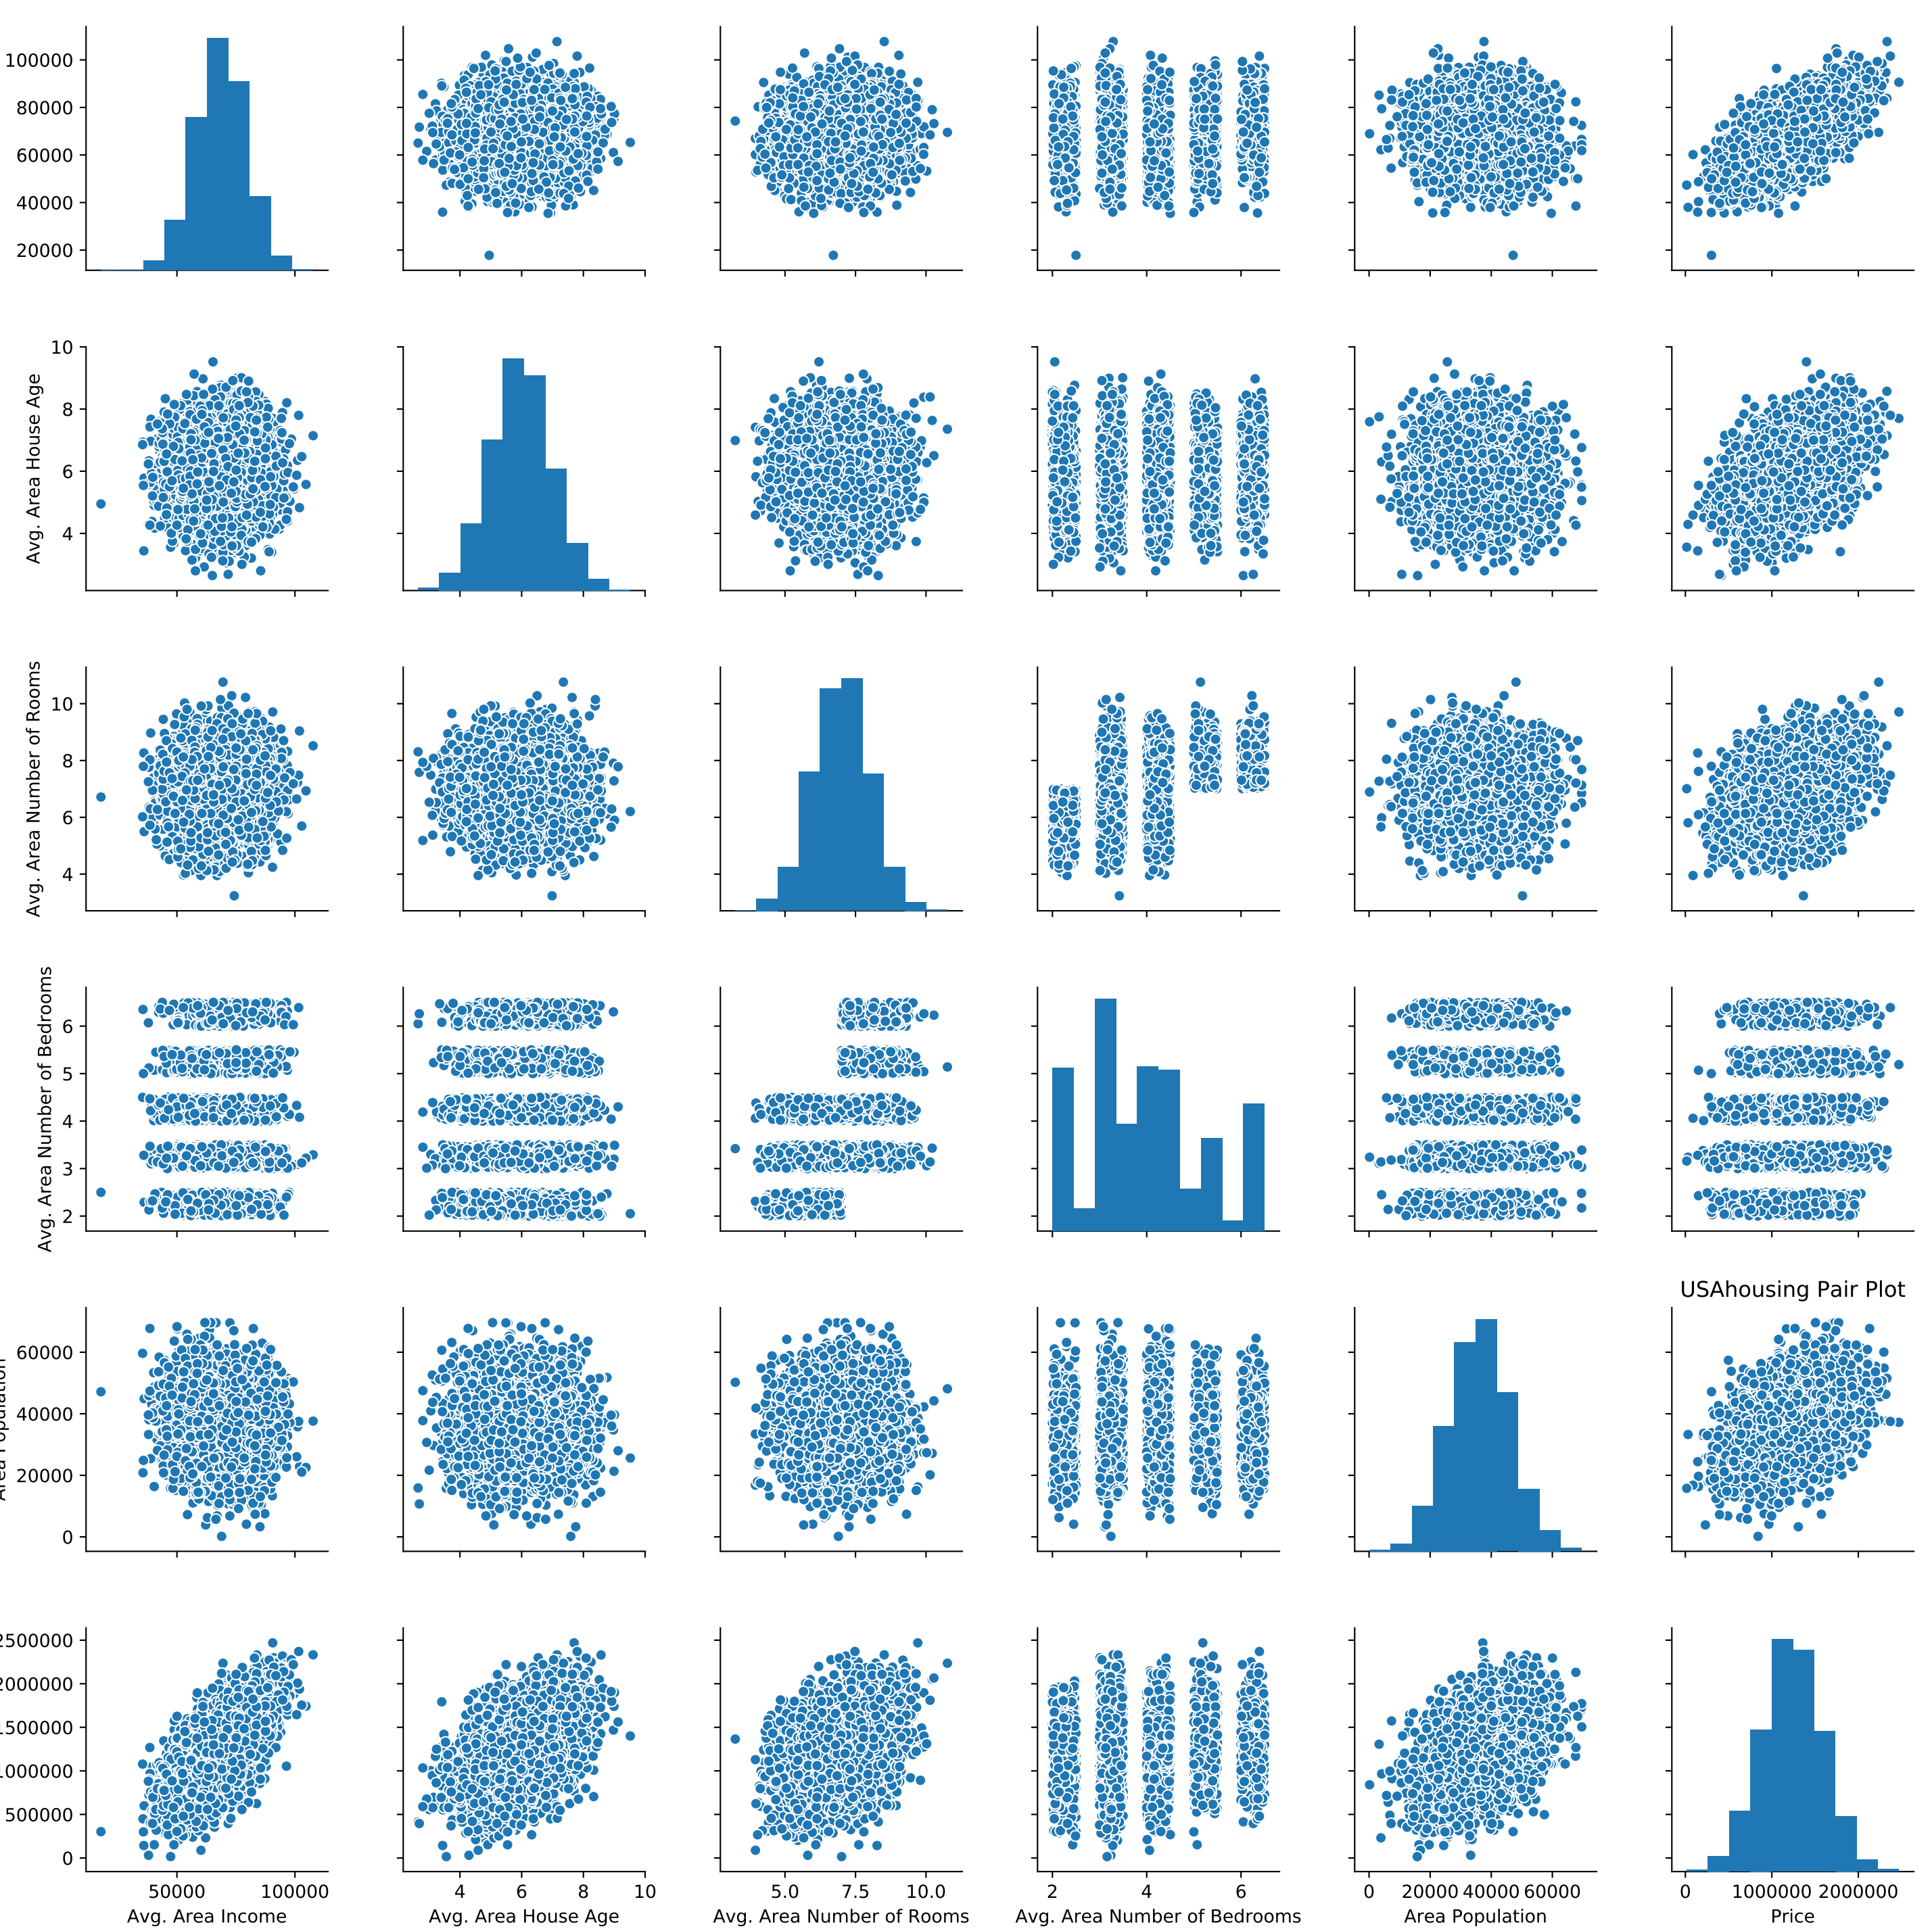 100000
80000
60000
40000
20000
Avg. Area House Age
10
8
6
4
Avg. Area Number of Rooms
10
8
6
4
Avg. Area Number of Bedrooms
6
5
4
3
2
USAhousing Pair Plot
Area Population
60000
40000
20000
0
2500000
2000000
1500000
1000000
500000
0
50000 100000
4 6 8 10
5.0 7.5 10.0
2 4 6
0 20000 40000 60000
0 1000000 2000000
Avg. Area Income
Avg. Area House Age
Avg. Area Number of Rooms
Avg. Area Number of Bedrooms
Area Population
Price